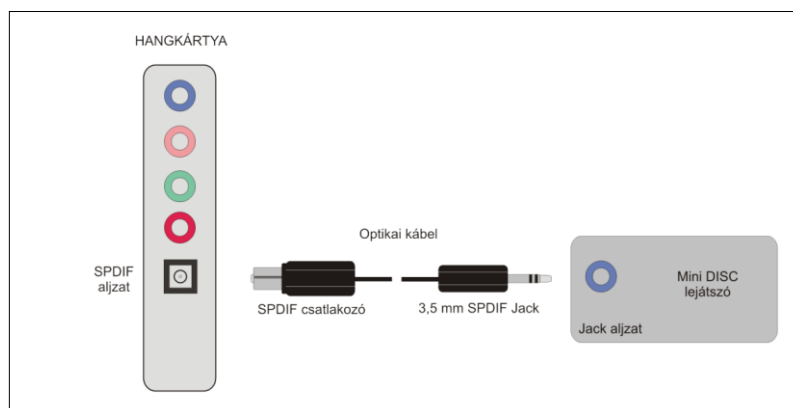 HANGKÁRTYA
Optikai kábel
SPDIF
aljzat
SPDIF csatlakozó
3,5 mm SPDIF Jack
Mini DISC
lejátszó
Jack aljzat